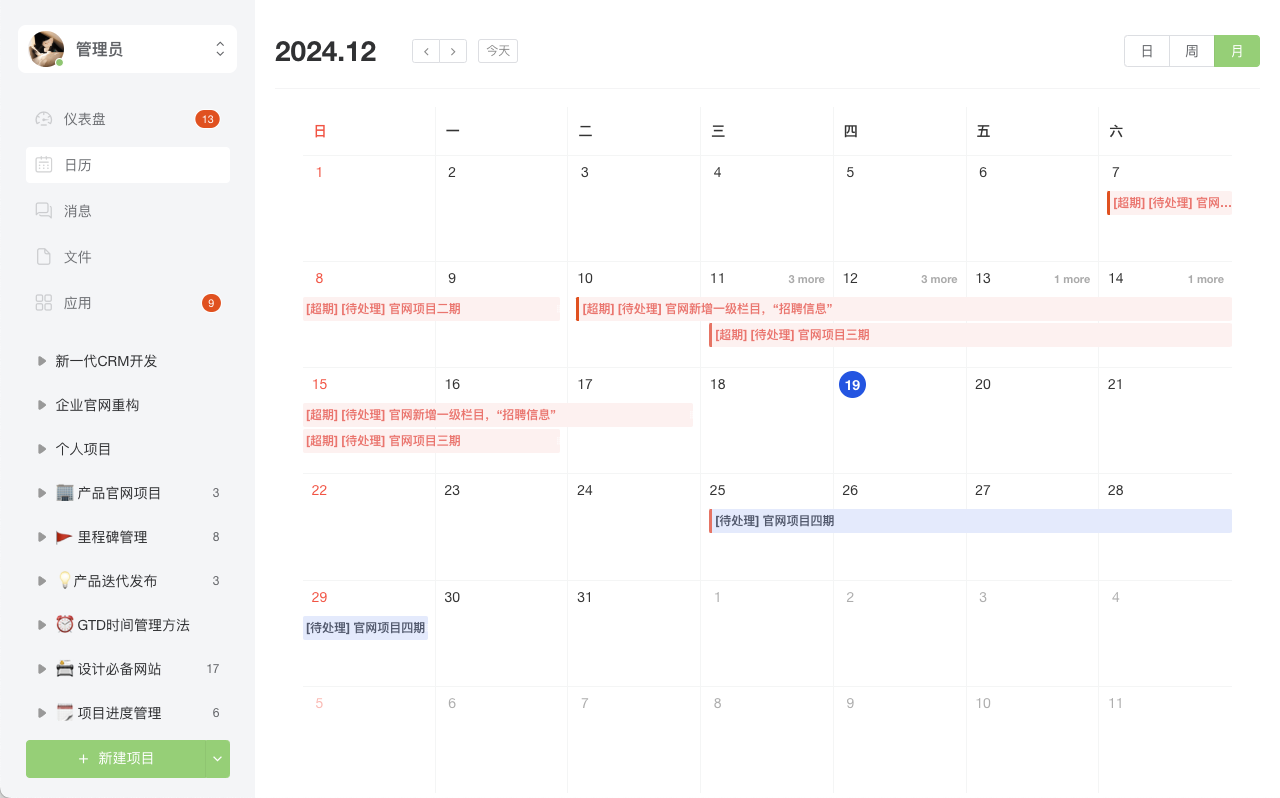 管理员
仪表盘 13
日历
消息
文件
应用 9
新一代CRM开发
企业官网重构
个人项目
产品官网项目 3
里程碑管理 8
产品迭代发布 3
GTD时间管理方法
设计必备网站 17
项目进度管理 6
+ 新建项目
2024.12 < > 今天 日 周 月
日 一 二 三 四 五 六
1 2 3 4 5 6 7
[超期] [待处理] 官网...
8 9 10 11 3 more 12 3 more 13 1 more 14 1 more
[超期] [待处理] 官网项目二期 [超期] [待处理] 官网新增一级栏目，“招聘信息”
[超期] [待处理] 官网项目三期
15 16 17 18 19 20 21
[超期] [待处理] 官网新增一级栏目，“招聘信息”
[超期] [待处理] 官网项目三期
22 23 24 25 26 27 28
[待处理] 官网项目四期
29 30 31 1 2 3 4
[待处理] 官网项目四期
5 6 7 8 9 10 11